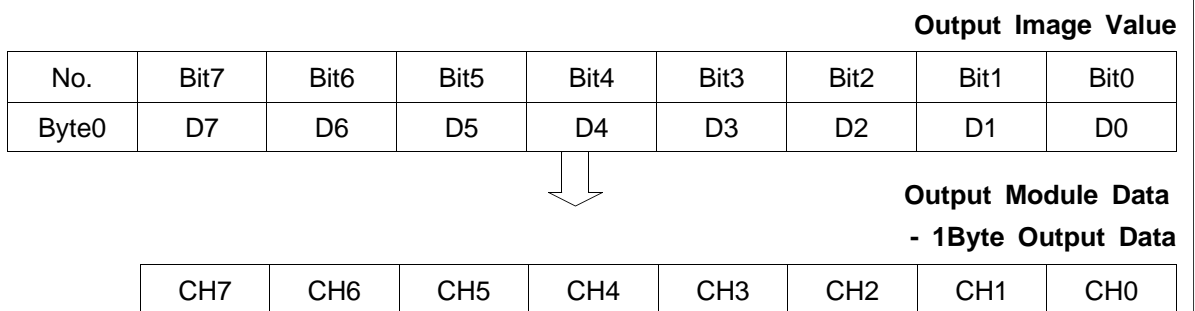 Output Image Value
No. Bit7 Bit6 Bit5 Bit4 Bit3 Bit2 Bit1 Bit0
Byte0 D7 D6 D5 D4 D3 D2 D1 D0
Output Module Data
- 1Byte Output Data
CH7 CH6 CH5 CH4 CH3 CH2 CH1 CH0